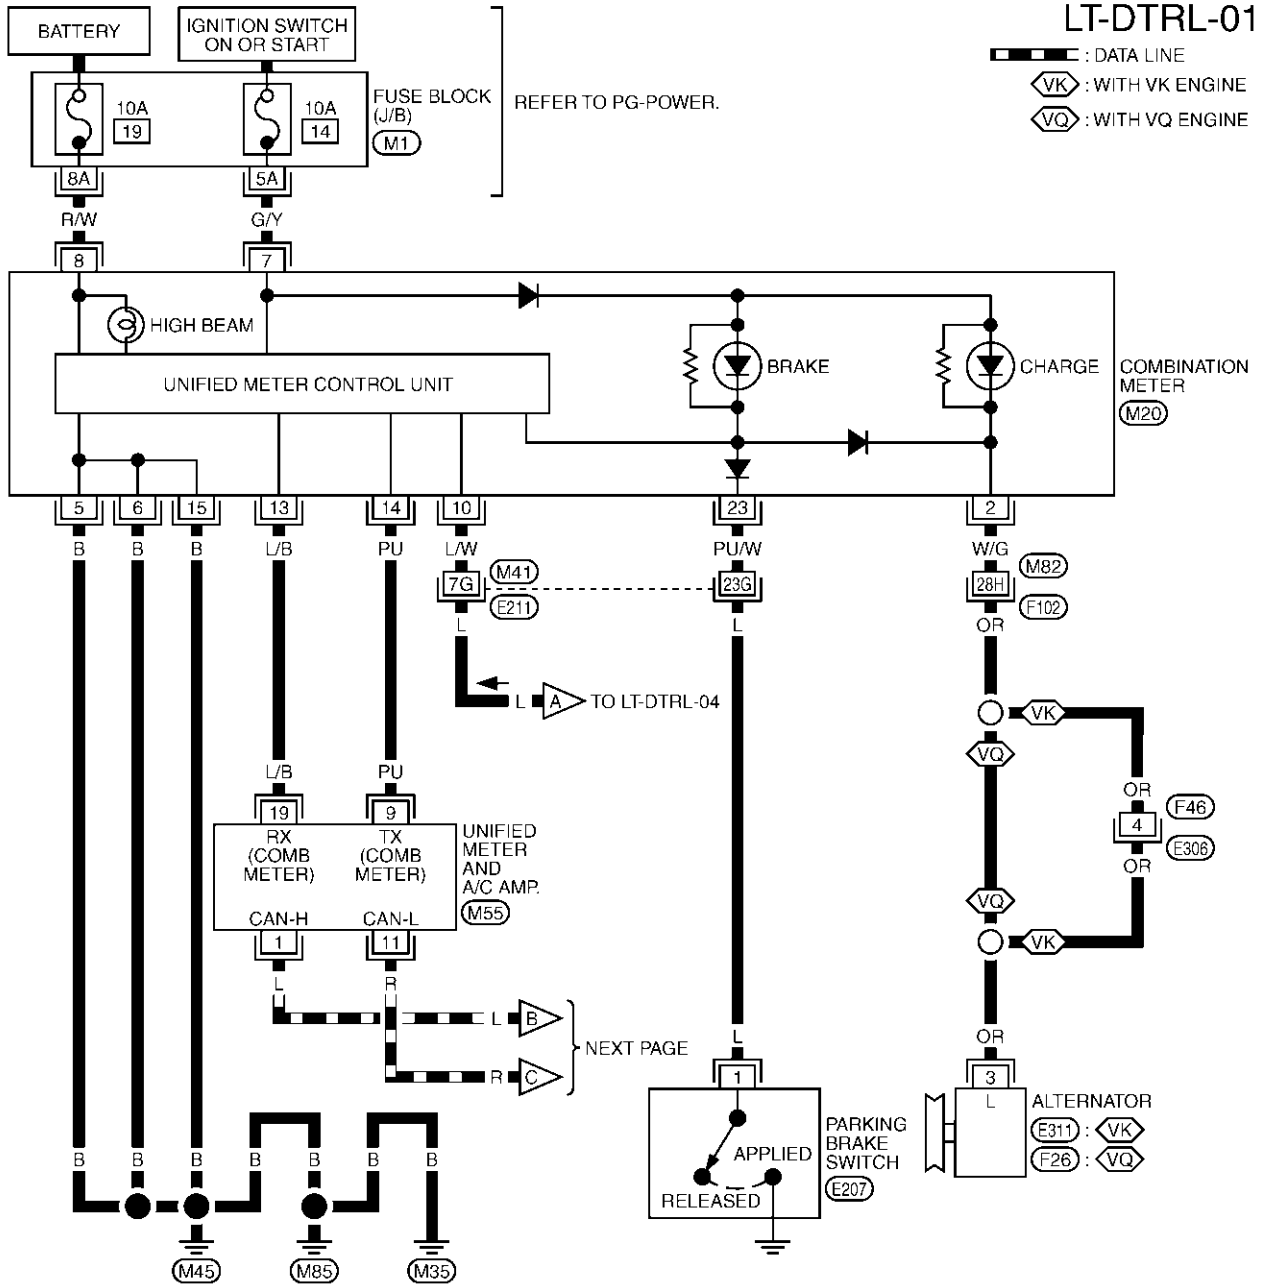 LT-DTRL-01
BATTERY
IGNITION SWITCH
ON OR START
: DATA LINE
VK : WITH VK ENGINE
VQ : WITH VQ ENGINE
10A
19
10A
14
FUSE BLOCK
(J/B)
M1
REFER TO PG-POWER.
8A
5A
R/W
G/Y
8
7
HIGH BEAM
BRAKE
CHARGE
COMBINATION
METER
M20
UNIFIED METER CONTROL UNIT
5
6
15
13
14
10
23
2
B
B
B
L/B
PU
L/W
PU/W
W/G
7G
M41
E211
23G
28H
M82
F102
L
L
OR
L
A
TO LT-DTRL-04
VK
VQ
L/B
PU
OR
4
F46
E306
OR
19
9
RX
(COMB
METER)
TX
(COMB
METER)
UNIFIED
METER
AND
A/C AMP.
M55
CAN-H
CAN-L
1
11
VQ
VK
L
R
L
B
R
C
NEXT PAGE
L
OR
1
3
L
APPLIED
RELEASED
PARKING
BRAKE
SWITCH
E207
ALTERNATOR
E311 : VK
F26 : VQ
B
B
B
B
B
B
B
M45
M85
M35